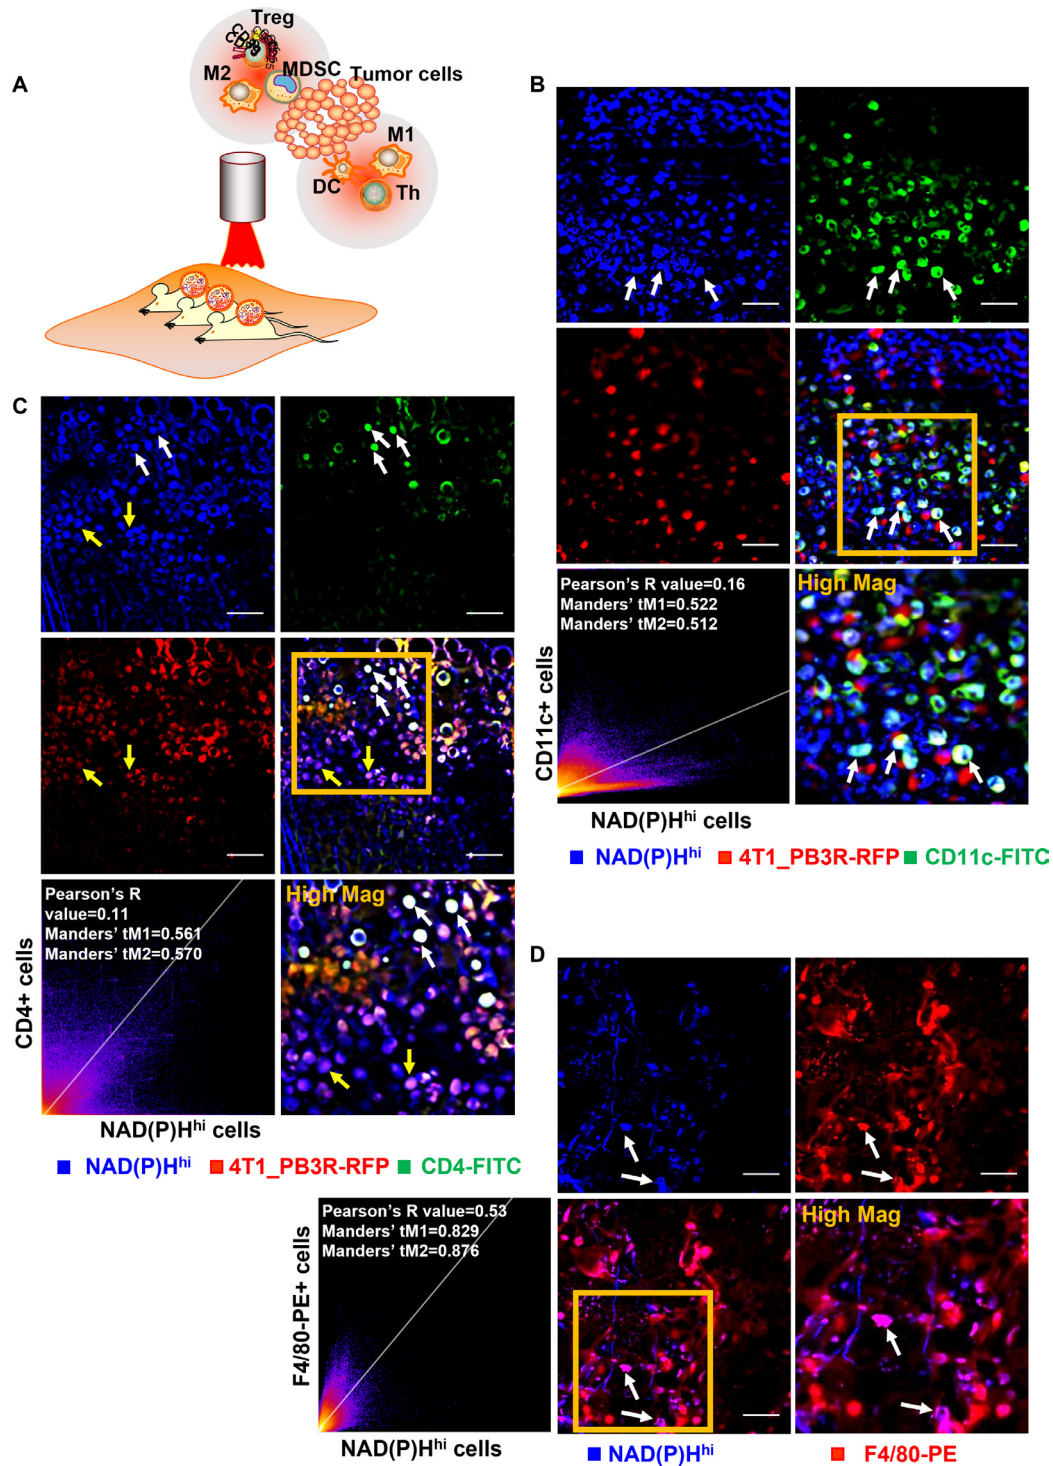 A
Treg
M2
MDSC
Tumor cells
M1
DC
Th
B
Pearson’s R value=0.16
Manders’ tM1=0.522
Manders’ tM2=0.512
High Mag
CD11c+ cells
NAD(P)Hhi cells
NAD(P)Hhi 4T1_PB3R-RFP CD11c-FITC
C
Pearson’s R
value=0.11
Manders’ tM1=0.561
Manders’ tM2=0.570
High Mag
CD4+ cells
NAD(P)Hhi cells
NAD(P)Hhi 4T1_PB3R-RFP CD4-FITC
D
Pearson’s R value=0.53
Manders’ tM1=0.829
Manders’ tM2=0.876
High Mag
F4/80-PE+ cells
NAD(P)Hhi cells
NAD(P)Hhi F4/80-PE